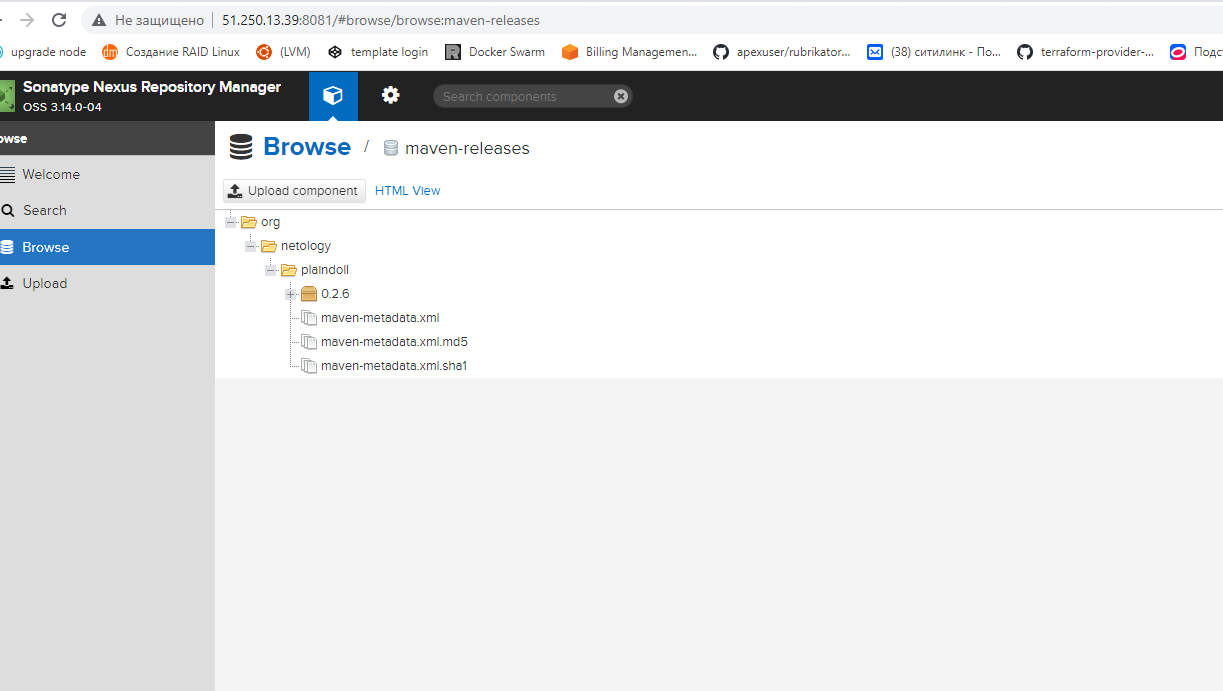 Не защищено 51.250.13.39:8081/#browse/browse:maven-releases
upgrade node dm Создание RAID Linux (LVM) template login R Docker Swarm Billing Managemen... apexuser/rubrikator... (38) ситилинк - По... terraform-provider-... Подст
Sonatype Nexus Repository Manager
OSS 3.14.0-04
Search components
owse
Browse / maven-releases
Welcome
Upload component HTML View
Search
org
Browse
netology
plaindoll
Upload
0.2.6
maven-metadata.xml
maven-metadata.xml.md5
maven-metadata.xml.sha1